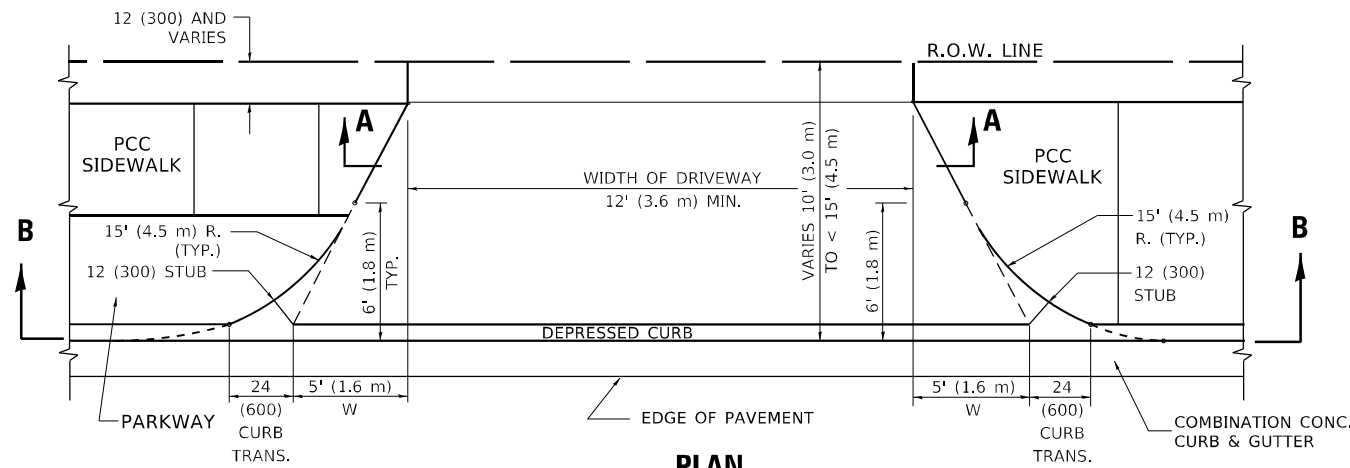 12 (300) AND
VARIES
R.O.W. LINE
A
A
PCC
SIDEWALK
PCC
SIDEWALK
WIDTH OF DRIVEWAY
12' (3.6 m) MIN.
VARIES 10' (3.0 m)
TO < 15' (4.5 m)
B
B
15' (4.5 m) R.
(TYP.)
15' (4.5 m)
R. (TYP.)
12 (300) STUB
12 (300)
STUB
6' (1.8 m)
TYP.
6' (1.8 m)
DEPRESSED CURB
24
(600)
CURB
TRANS.
5' (1.6 m)
W
5' (1.6 m)
W
24
(600)
CURB
TRANS.
PARKWAY
EDGE OF PAVEMENT
COMBINATION CONC.
CURB & GUTTER
PLAN